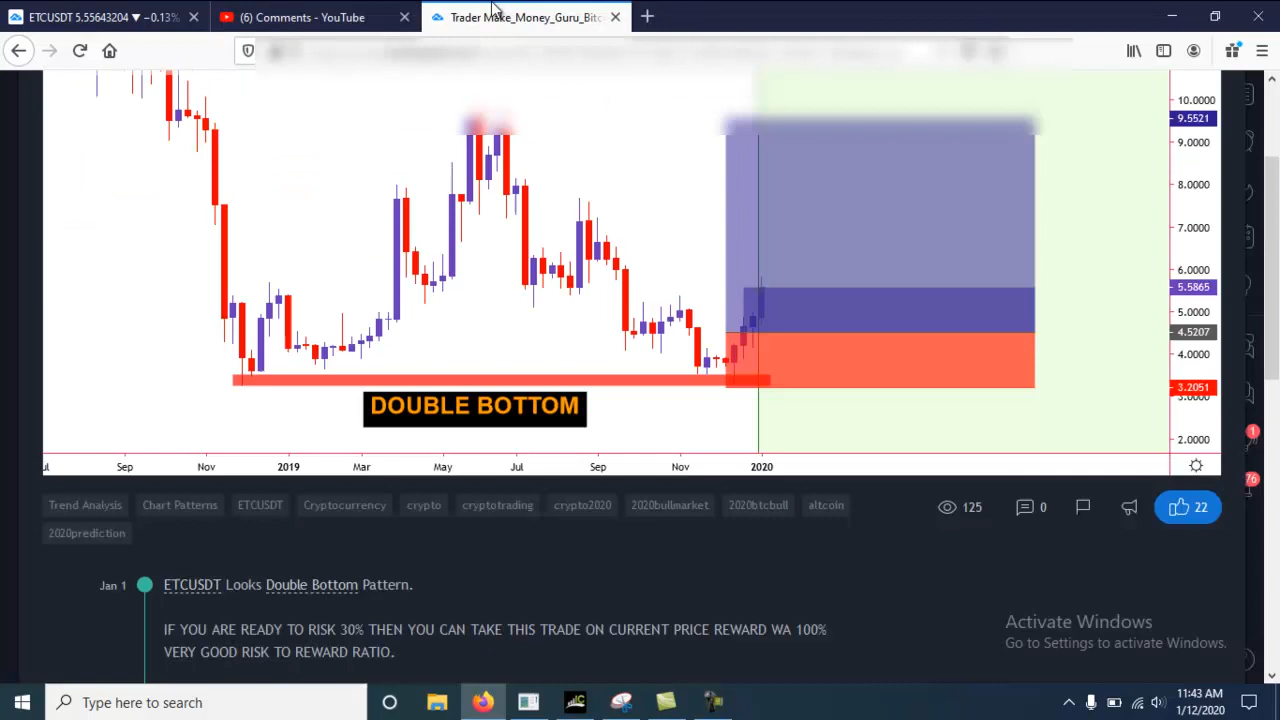 ETCUSDT 5.55643204 ▼ −0.13%
(6) Comments - YouTube
Trader Make_Money_Guru_Bitc
10.0000
9.5521
9.0000
8.0000
7.0000
6.0000
5.5865
5.0000
4.5207
4.0000
3.2051
3.0000
2.0000
DOUBLE BOTTOM
Sep Nov 2019 Mar May Jul Sep Nov 2020
Trend Analysis Chart Patterns ETCUSDT Cryptocurrency crypto cryptotrading crypto2020 2020bullmarket 2020btcbull altcoin
125 0 22
2020prediction
1
76
Jan 1 ETCUSDT Looks Double Bottom Pattern.
IF YOU ARE READY TO RISK 30% THEN YOU CAN TAKE THIS TRADE ON CURRENT PRICE REWARD WA 100%
VERY GOOD RISK TO REWARD RATIO.
Activate Windows
Go to Settings to activate Windows.
Type here to search
11:43 AM
1/12/2020